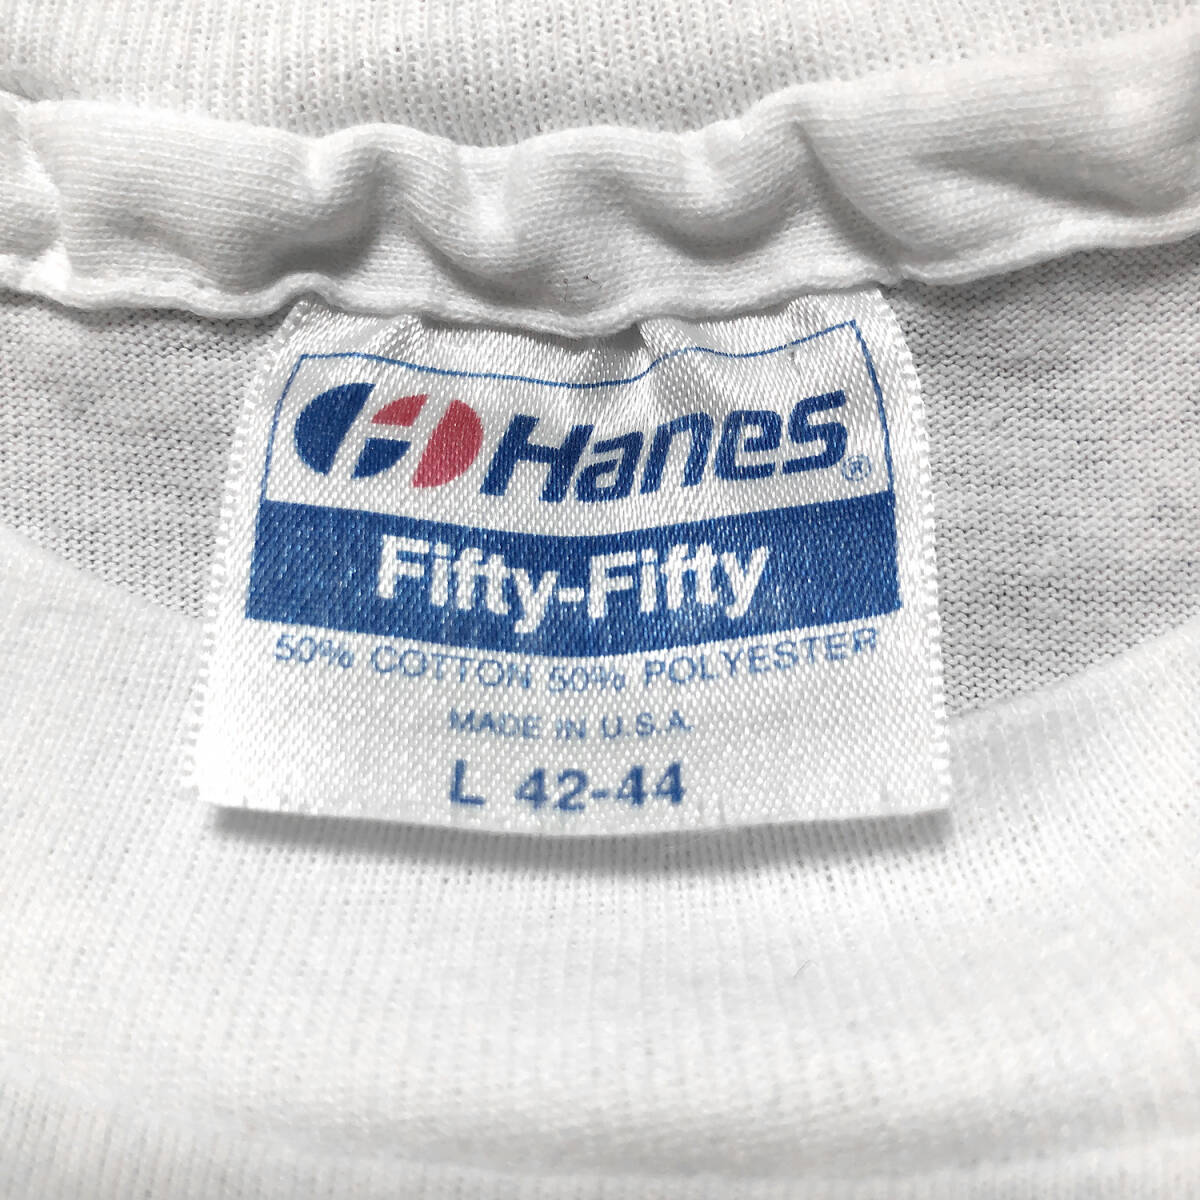 Hanes®
Fifty-Fifty
50% COTTON 50% POLYESTER
MADE IN U.S.A.
L 42-44